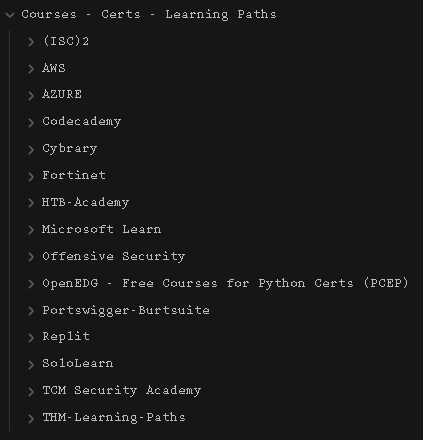 Courses - Certs - Learning Paths
(ISC)2
AWS
AZURE
Codecademy
Cybrary
Fortinet
HTB-Academy
Microsoft Learn
Offensive Security
OpenEDG - Free Courses for Python Certs (PCEP)
Portswigger-Burtsuite
Replit
SoloLearn
TCM Security Academy
THM-Learning-Paths